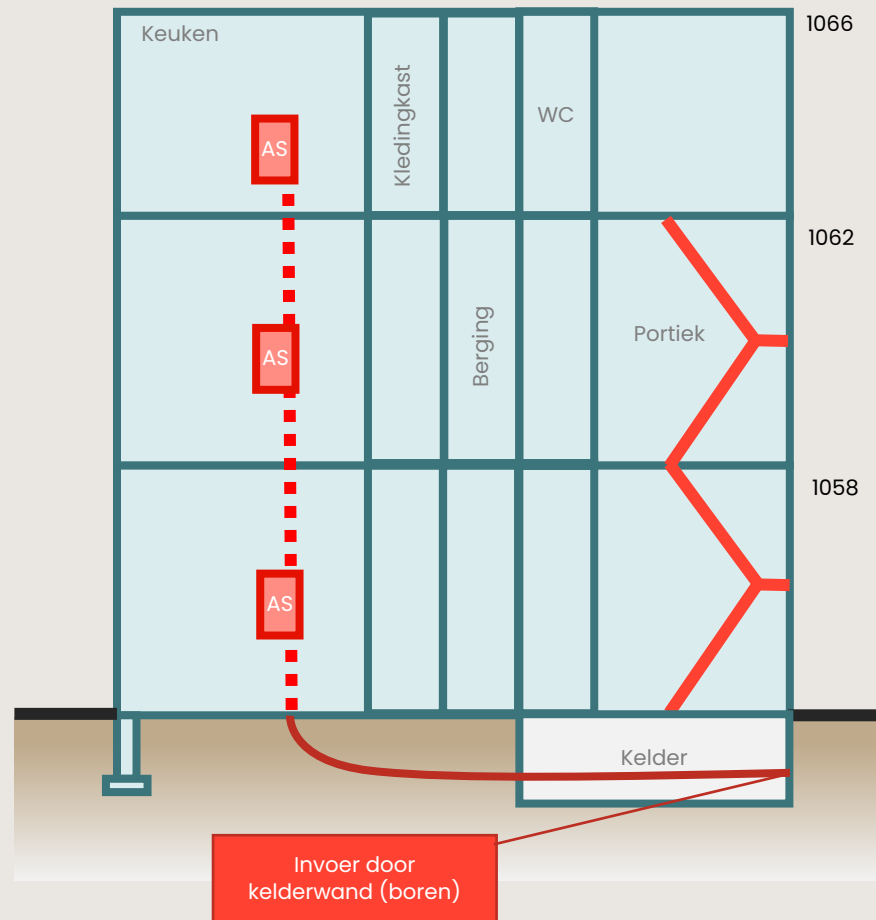 Keuken
1066
Kledingkast
WC
AS
1062
Berging
Portiek
AS
1058
AS
Kelder
Invoer door
kelderwand (boren)